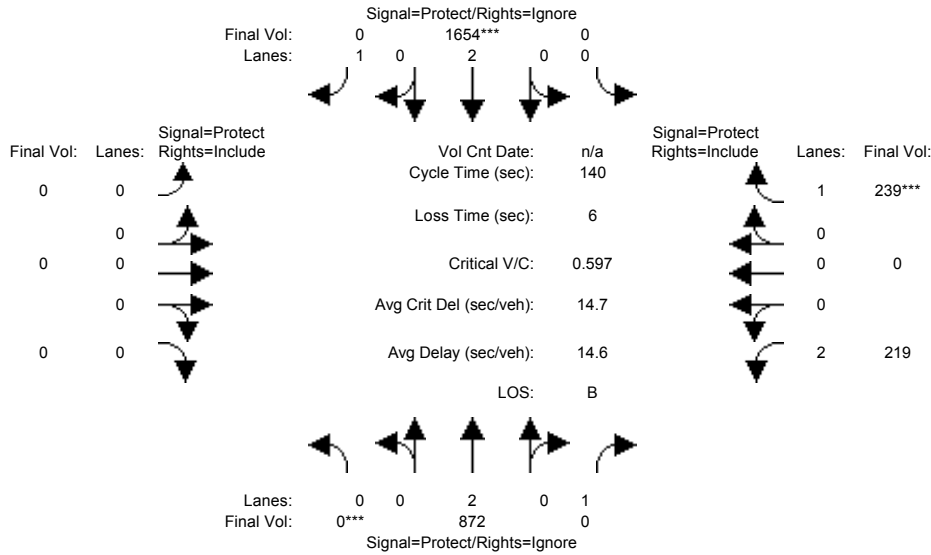 Signal=Protect/Rights=Ignore
Final Vol: 0 1654*** 0
Lanes: 1 0 2 0 0
Signal=Protect Signal=Protect
Final Vol: Lanes: Rights=Include Vol Cnt Date: n/a Rights=Include Lanes: Final Vol:
Cycle Time (sec): 140
0 0 1 239***
Loss Time (sec): 6
0 0
0 0 Critical V/C: 0.597 0 0
0 Avg Crit Del (sec/veh): 14.7 0
0 0 Avg Delay (sec/veh): 14.6 2 219
LOS: B
Lanes: 0 0 2 0 1
Final Vol: 0*** 872 0
Signal=Protect/Rights=Ignore